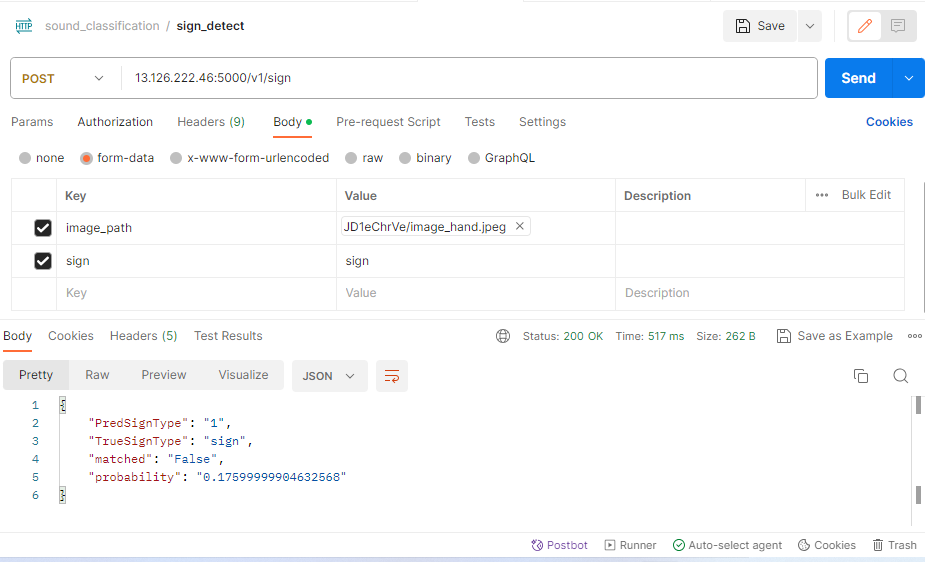 HTTP sound_classification / sign_detect Save
POST 13.126.222.46:5000/v1/sign Send
Params Authorization Headers (9) Body Pre-request Script Tests Settings Cookies
none form-data x-www-form-urlencoded raw binary GraphQL
Key Value Description Bulk Edit
image_path JD1eChrVe/image_hand.jpeg
sign sign
Key Value Description
Body Cookies Headers (5) Test Results Status: 200 OK Time: 517 ms Size: 262 B Save as Example
Pretty Raw Preview Visualize JSON
1 {
2 "PredSignType": "1",
3 "TrueSignType": "sign",
4 "matched": "False",
5 "probability": "0.17599999904632568"
6 }
Postbot Runner Auto-select agent Cookies Trash